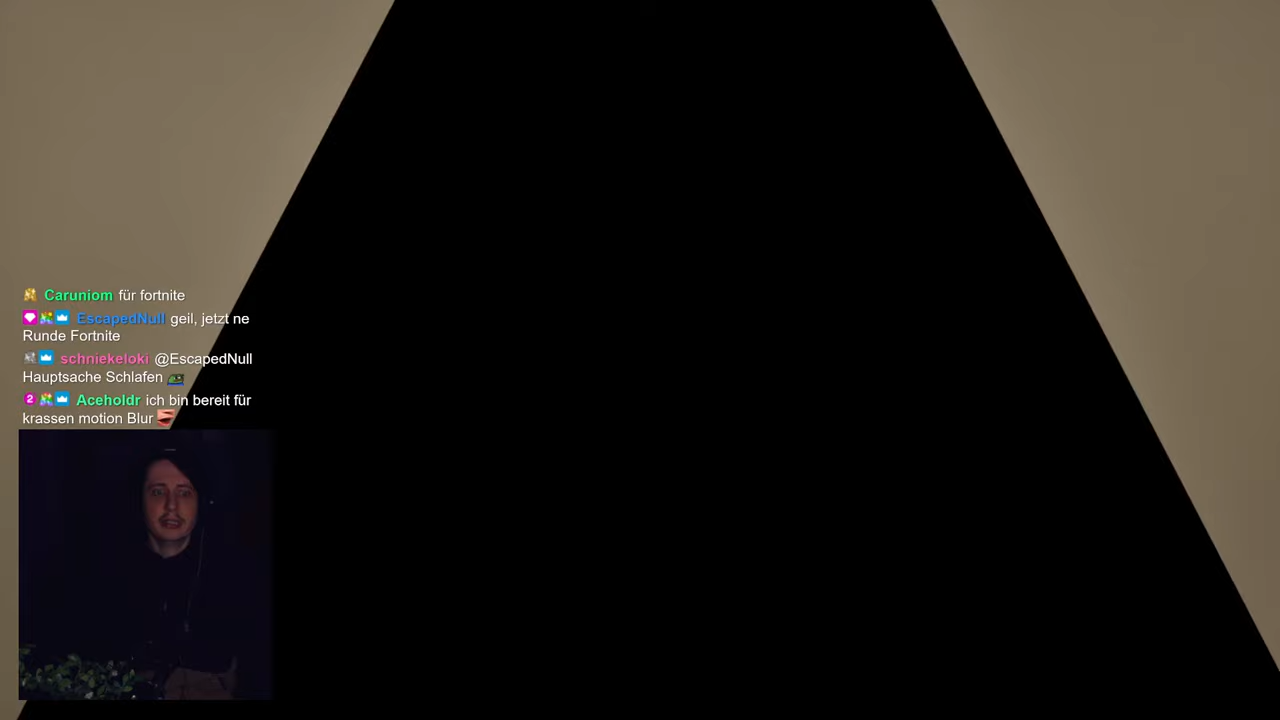 Caruniom für fortnite
EscapedNull geil, jetzt ne
Runde Fortnite
schniekeloki @EscapedNull
Hauptsache Schlafen
2 Aceholdr ich bin bereit für
krassen motion Blur